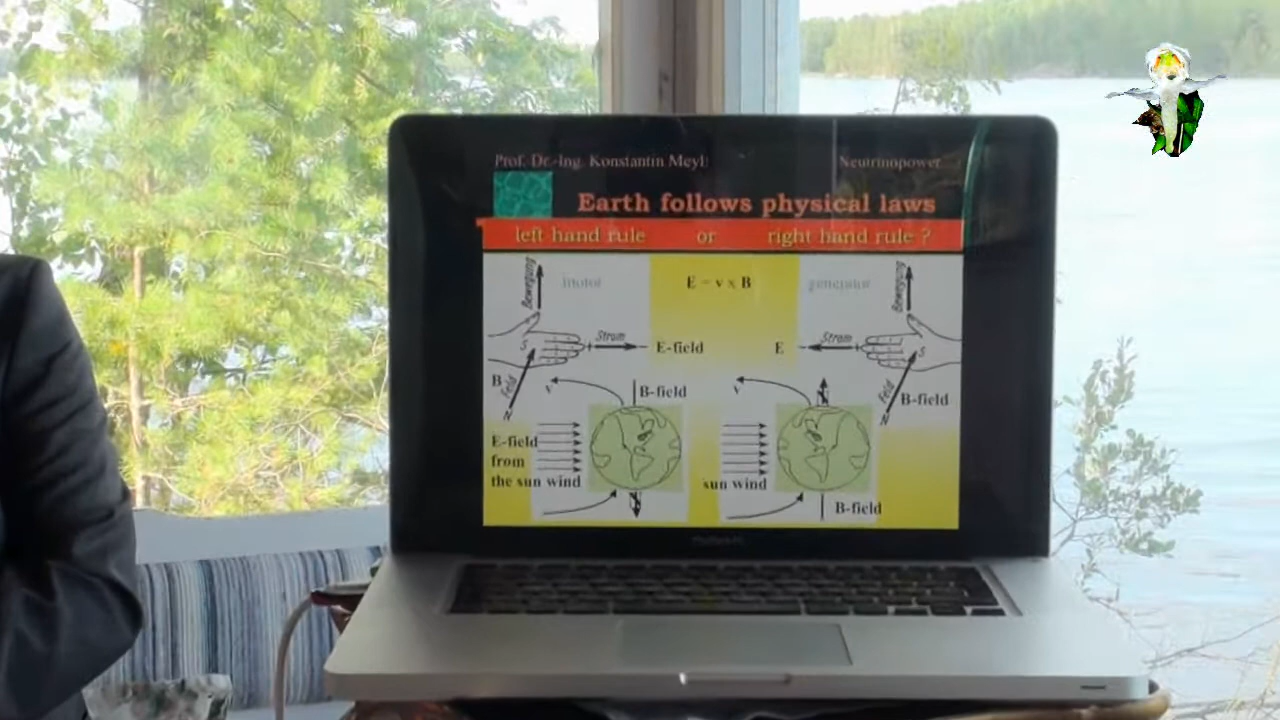 Prof. Dr.-Ing. Konstantin Meyl: Neutrinopower
Earth follows physical laws
left hand rule or right hand rule ?
Bewegung motor E = v x B generator Bewegung
S Strom E-field E Strom S
B Feld v B-field v N Feld B-field
N N
E-field
from
the sun wind sun wind
N B-field